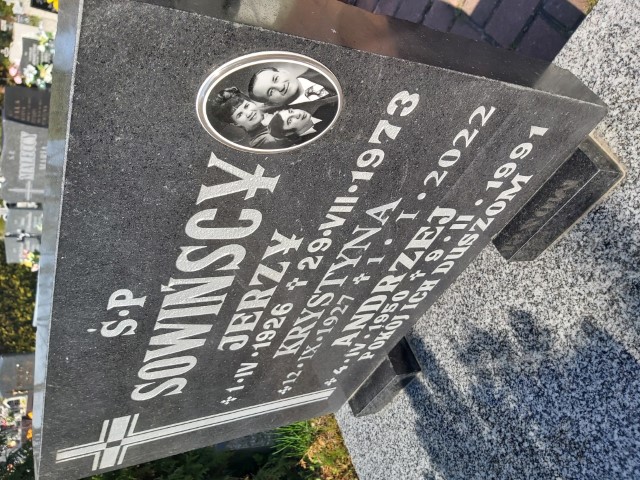 Ś.P
SOWIŃSCY
JERZY
+1.IV.1926 +29.VII.1973
KRYSTYNA
+12.IX.1927 +1.I.2022
ANDRZEJ
+4.IV.1950 +9.II.1991
POKÓJ ICH DUSZOM